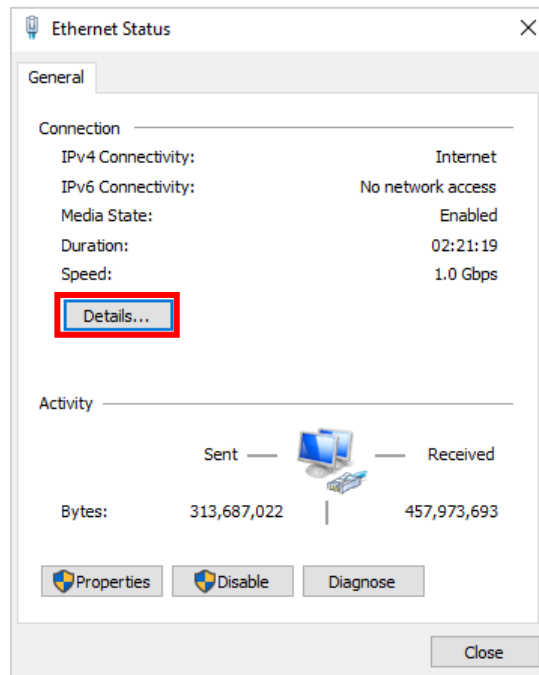 Ethernet Status
General
Connection
IPv4 Connectivity: Internet
IPv6 Connectivity: No network access
Media State: Enabled
Duration: 02:21:19
Speed: 1.0 Gbps
Details...
Activity
Sent Received
Bytes: 313,687,022 457,973,693
Properties Disable Diagnose
Close